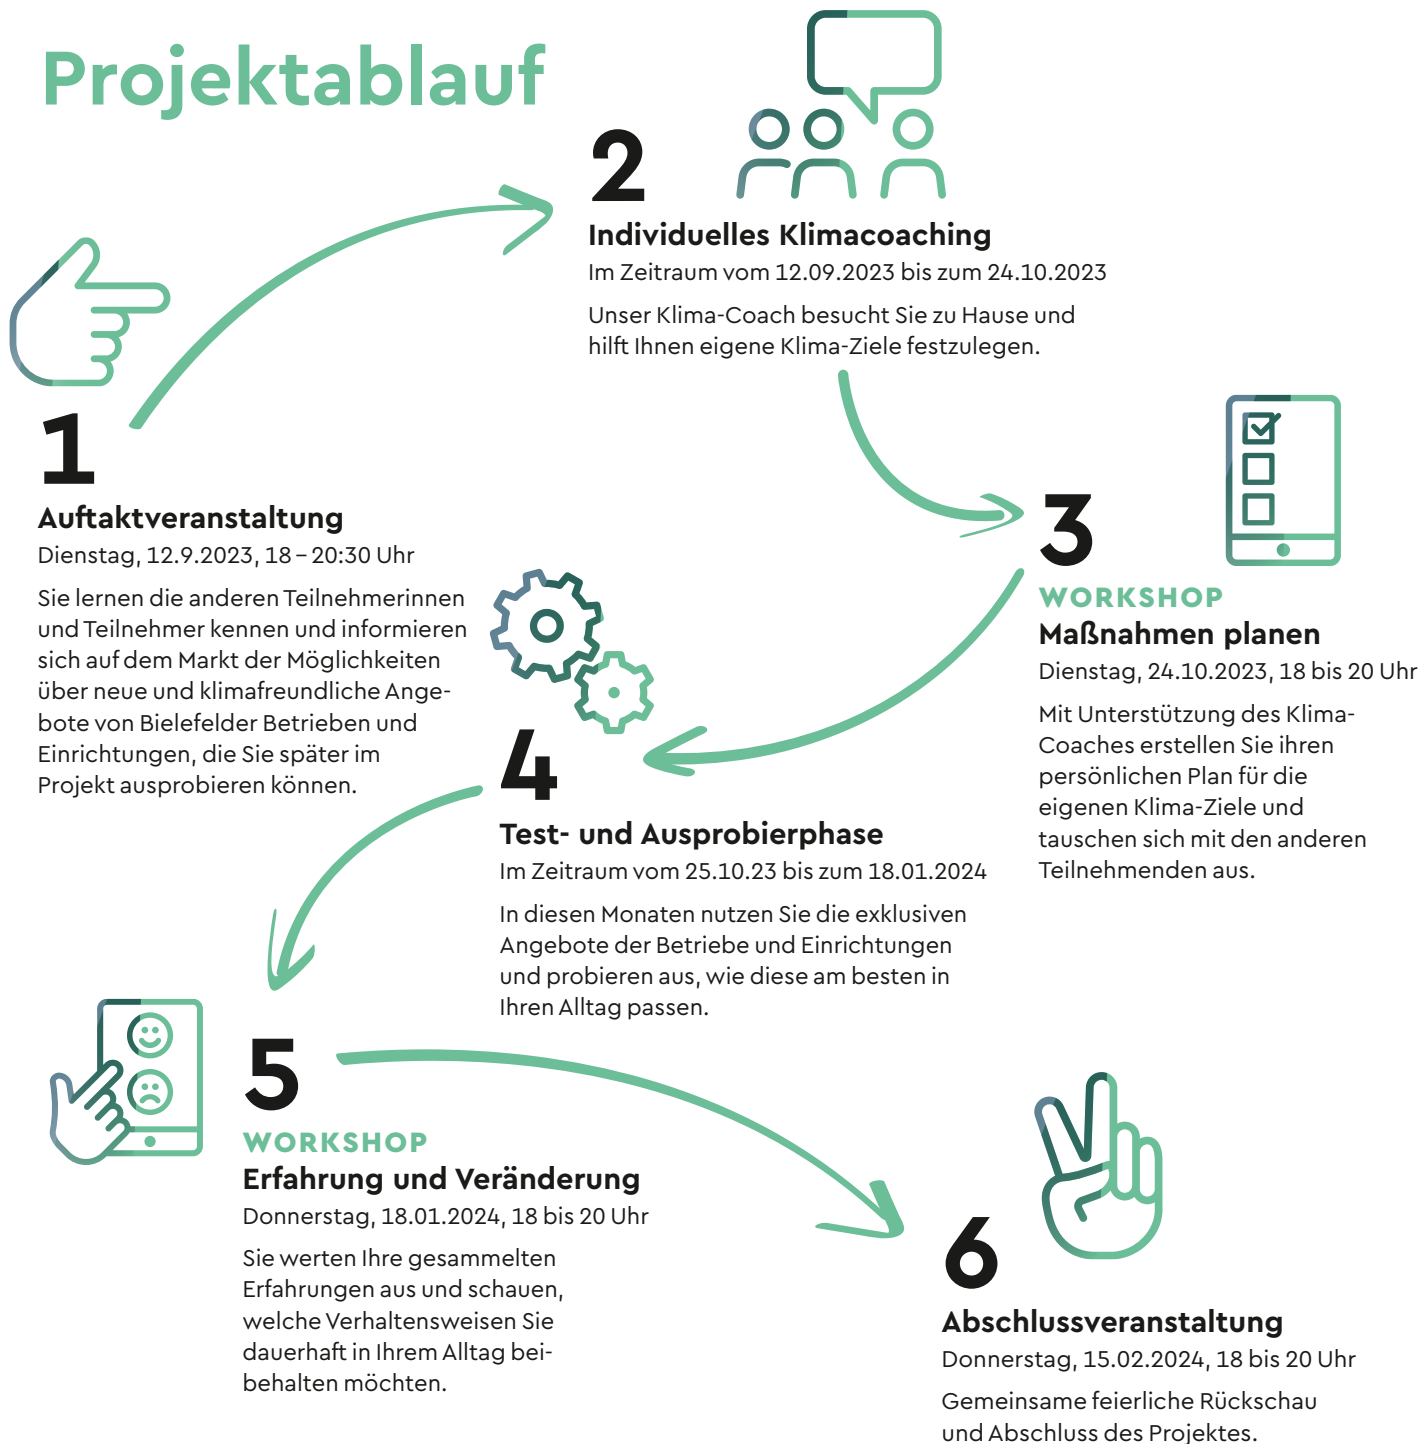 Projektablauf
1
Auftaktveranstaltung
Dienstag, 12.9.2023, 18 – 20:30 Uhr
Sie lernen die anderen Teilnehmerinnen
und Teilnehmer kennen und informieren
sich auf dem Markt der Möglichkeiten
über neue und klimafreundliche Ange-
bote von Bielefelder Betrieben und
Einrichtungen, die Sie später im
Projekt ausprobieren können.
2
Individuelles Klimacoaching
Im Zeitraum vom 12.09.2023 bis zum 24.10.2023
Unser Klima-Coach besucht Sie zu Hause und
hilft Ihnen eigene Klima-Ziele festzulegen.
3
WORKSHOP
Maßnahmen planen
Dienstag, 24.10.2023, 18 bis 20 Uhr
Mit Unterstützung des Klima-
Coaches erstellen Sie ihren
persönlichen Plan für die
eigenen Klima-Ziele und
tauschen sich mit den anderen
Teilnehmenden aus.
4
Test- und Ausprobierphase
Im Zeitraum vom 25.10.23 bis zum 18.01.2024
In diesen Monaten nutzen Sie die exklusiven
Angebote der Betriebe und Einrichtungen
und probieren aus, wie diese am besten in
Ihren Alltag passen.
5
WORKSHOP
Erfahrung und Veränderung
Donnerstag, 18.01.2024, 18 bis 20 Uhr
Sie werten Ihre gesammelten
Erfahrungen aus und schauen,
welche Verhaltensweisen Sie
dauerhaft in Ihrem Alltag bei-
behalten möchten.
6
Abschlussveranstaltung
Donnerstag, 15.02.2024, 18 bis 20 Uhr
Gemeinsame feierliche Rückschau
und Abschluss des Projektes.